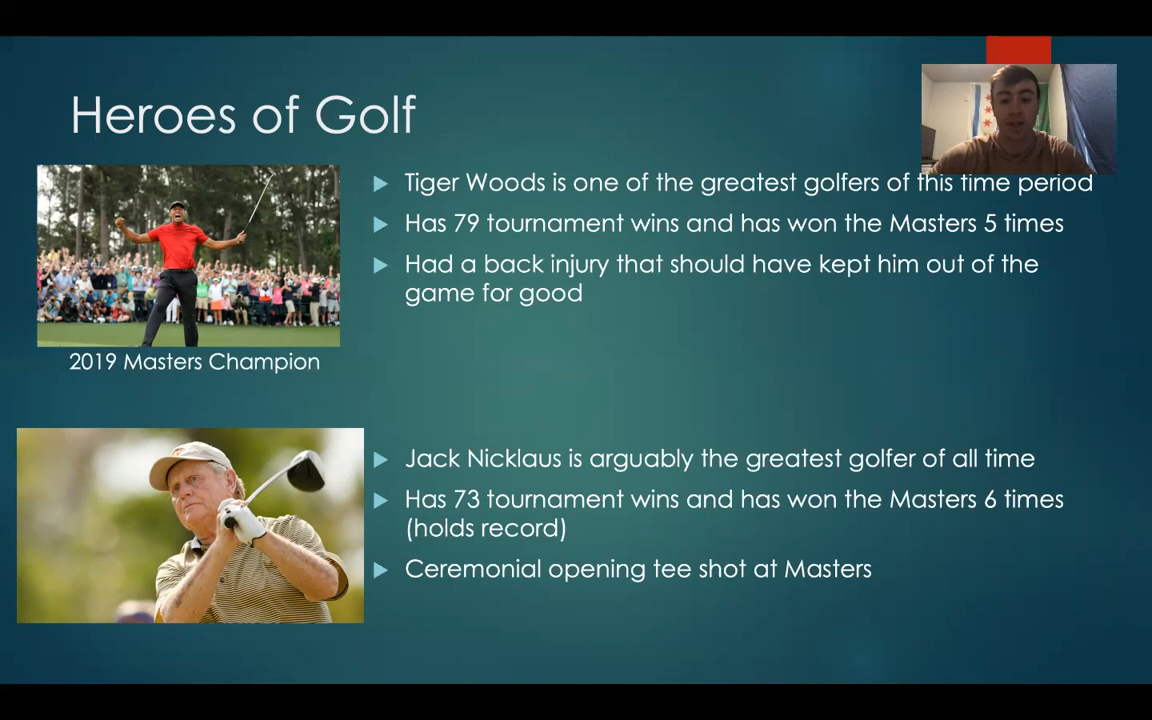 Heroes of Golf
Tiger Woods is one of the greatest golfers of this time period
Has 79 tournament wins and has won the Masters 5 times
Had a back injury that should have kept him out of the
game for good
2019 Masters Champion
Jack Nicklaus is arguably the greatest golfer of all time
Has 73 tournament wins and has won the Masters 6 times
(holds record)
Ceremonial opening tee shot at Masters